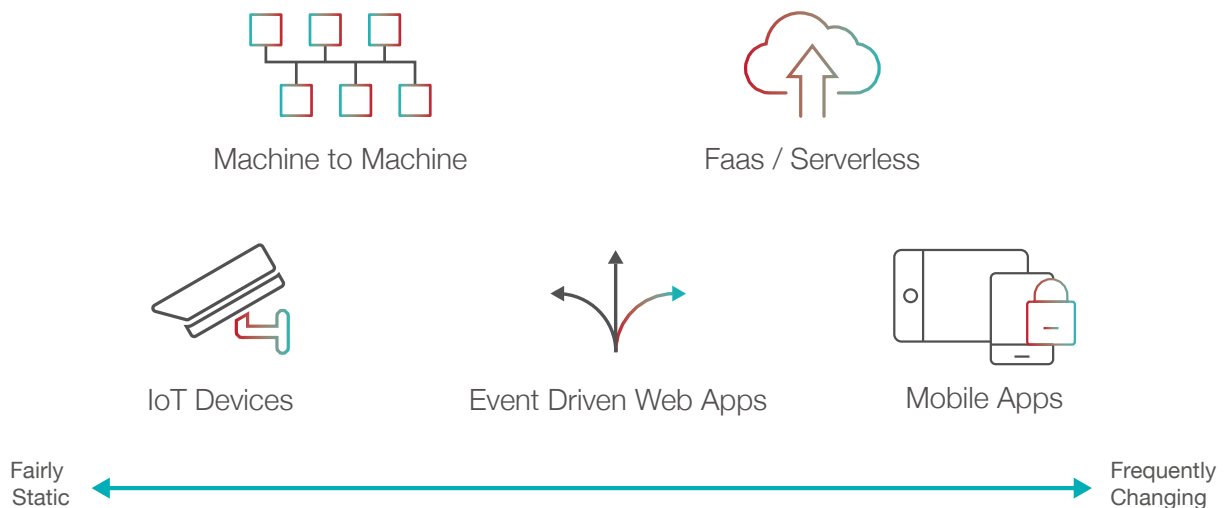 Machine to Machine
Faas / Serverless
IoT Devices
Event Driven Web Apps
Mobile Apps
Fairly
Static
Frequently
Changing